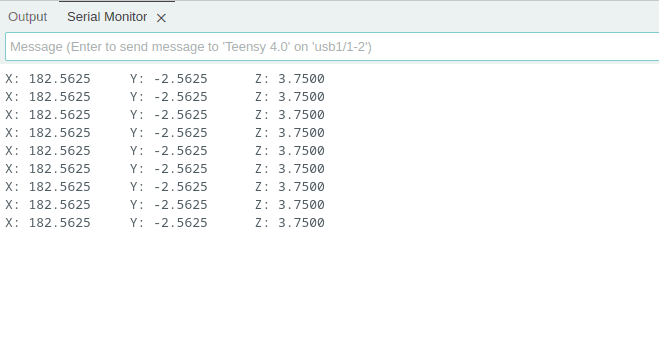 Output Serial Monitor
Message (Enter to send message to 'Teensy 4.0' on 'usb1/1-2')
X: 182.5625 Y: -2.5625 Z: 3.7500
X: 182.5625 Y: -2.5625 Z: 3.7500
X: 182.5625 Y: -2.5625 Z: 3.7500
X: 182.5625 Y: -2.5625 Z: 3.7500
X: 182.5625 Y: -2.5625 Z: 3.7500
X: 182.5625 Y: -2.5625 Z: 3.7500
X: 182.5625 Y: -2.5625 Z: 3.7500
X: 182.5625 Y: -2.5625 Z: 3.7500
X: 182.5625 Y: -2.5625 Z: 3.7500